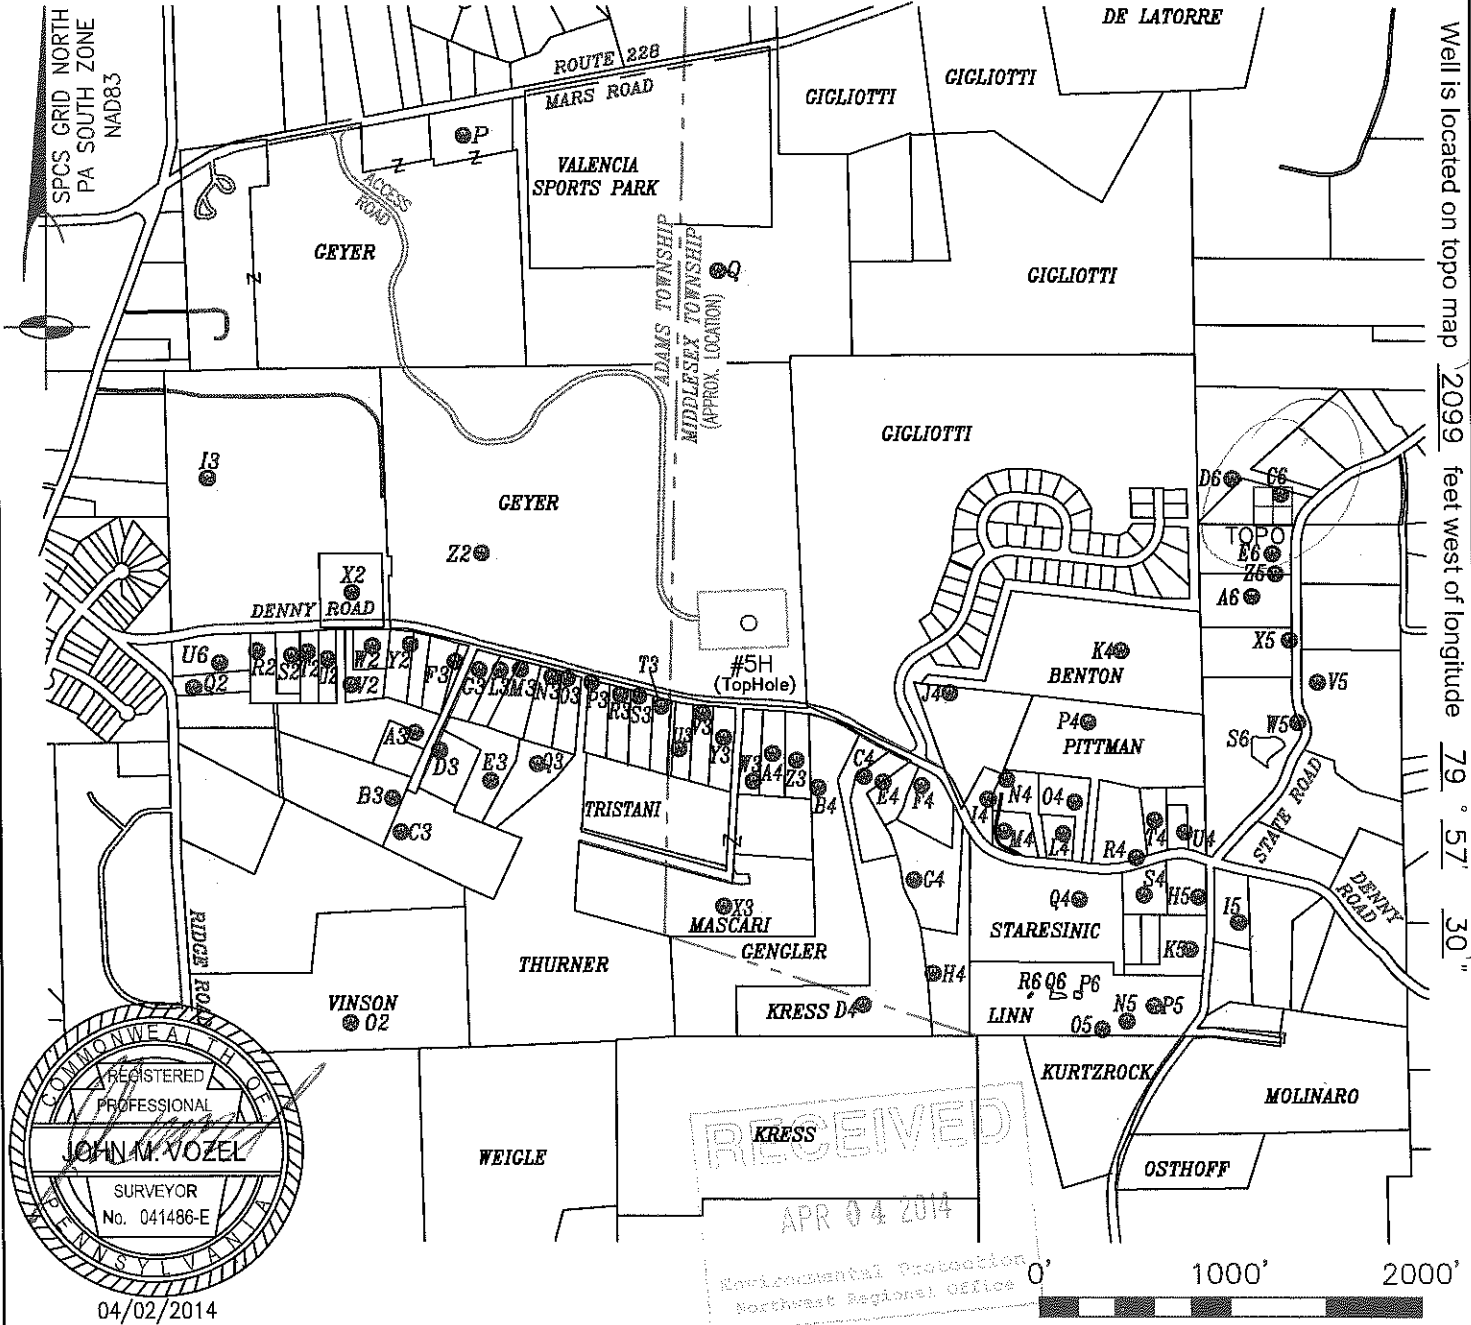 SPCS GRID NORTH
PA SOUTH ZONE
NAD83
DE LATORRE
ROUTE 228
MARS ROAD
GIGLIOTTI
GIGLIOTTI
P
Z
Z
VALENCIA
SPORTS PARK
ACCESS
ROAD
GEYER
Z
ADAMS TOWNSHIP
MIDDLESEX TOWNSHIP
(APPROX. LOCATION)
Q
GIGLIOTTI
GIGLIOTTI
Well is located on topo map 2099 feet west of longitude 79 ° 57' 30"
I3
GEYER
Z2
D6
C6
TOPO
E6
Z5
A6
X2
DENNY ROAD
#5H
(TopHole)
K4
BENTON
X5
V5
J4
U6
Q2
R2
S2
T2
U2
W2
V2
Y2
F3
G3
L3
M3
N3
O3
P3
R3
S3
T3
U3
V3
Y3
W3
A4
Z3
B4
A3
D3
E3
Q3
B3
C3
TRISTANI
Z
C4
E4
F4
P4
PITTMAN
W5
S6
STATE ROAD
I4
N4
O4
M4
L4
T4
U4
R4
G4
Q4
S4
H5
I5
DENNY
ROAD
X3
MASCARI
STARESINIC
K5
GENGLER
H4
RIDGE ROAD
THURNER
VINSON
O2
KRESS D4
R6 Q6 P6
LINN
N5
P5
O5
KURTZROCK
MOLINARO
OSTHOFF
KRESS
WEIGLE
COMMONWEALTH OF
REGISTERED
PROFESSIONAL
JOHN M. VOZEL
SURVEYOR
No. 041486-E
PENNSYLVANIA
04/02/2014
RECEIVED
APR 04 2014
Environmental Protection
Northwest Regional Office
0' 1000' 2000'